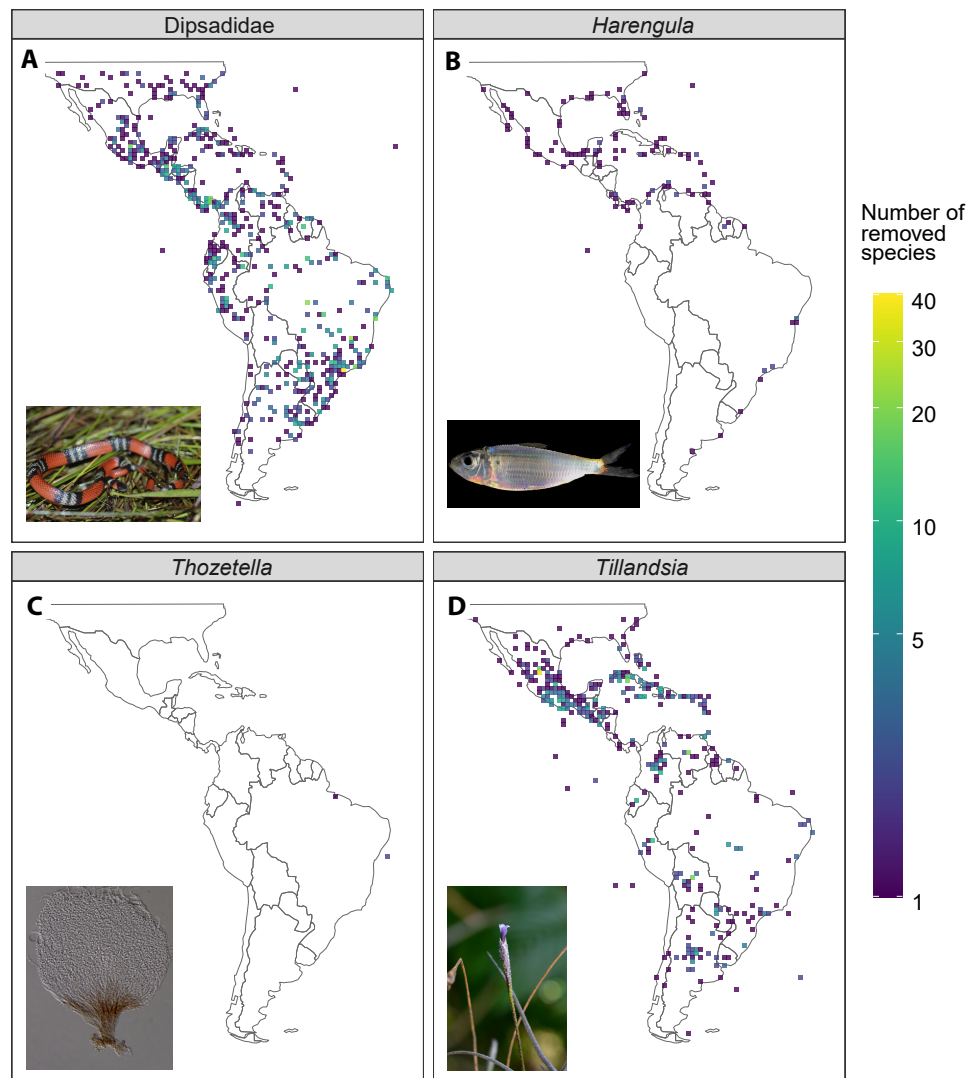 Dipsadidae
Harengula
A
B
Number of
removed
species
40
30
20
10
5
1
Thozetella
Tillandsia
C
D